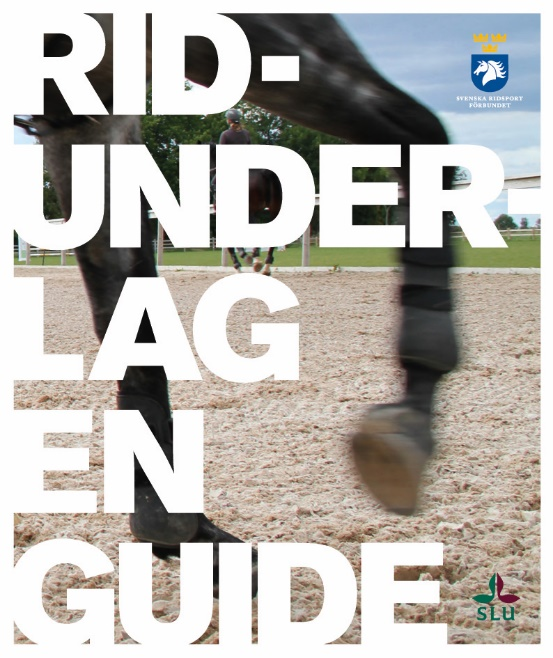 RID-
UNDER-
LAG
EN
GUIDE
SVENSKA RIDSPORT
FÖRBUNDET
SLU